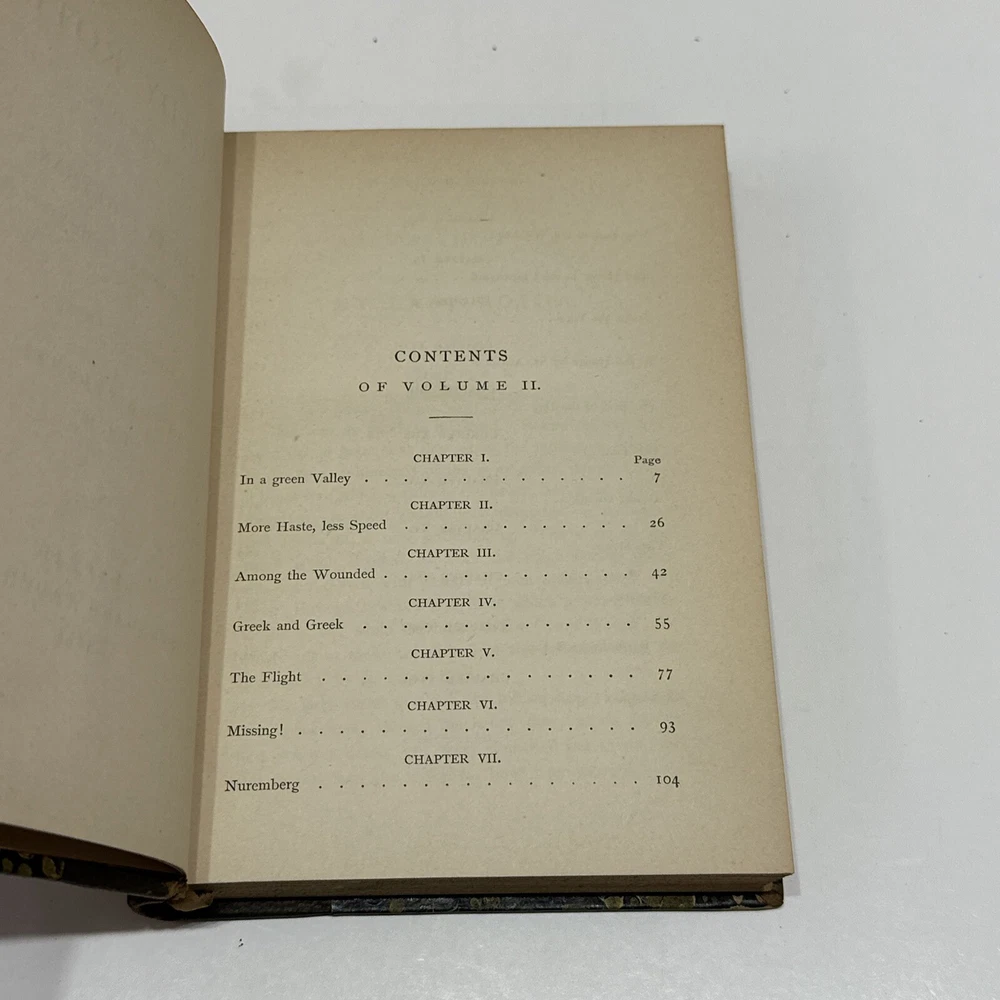 CONTENTS
OF VOLUME II.
CHAPTER I.
Page
In a green Valley . . . . . . . . . . . . . 7
CHAPTER II.
More Haste, less Speed . . . . . . . . . . . 26
CHAPTER III.
Among the Wounded . . . . . . . . . . . . 42
CHAPTER IV.
Greek and Greek . . . . . . . . . . . . . . 55
CHAPTER V.
The Flight . . . . . . . . . . . . . . . . 77
CHAPTER VI.
Missing! . . . . . . . . . . . . . . . . . 93
CHAPTER VII.
Nuremberg . . . . . . . . . . . . . . . 104